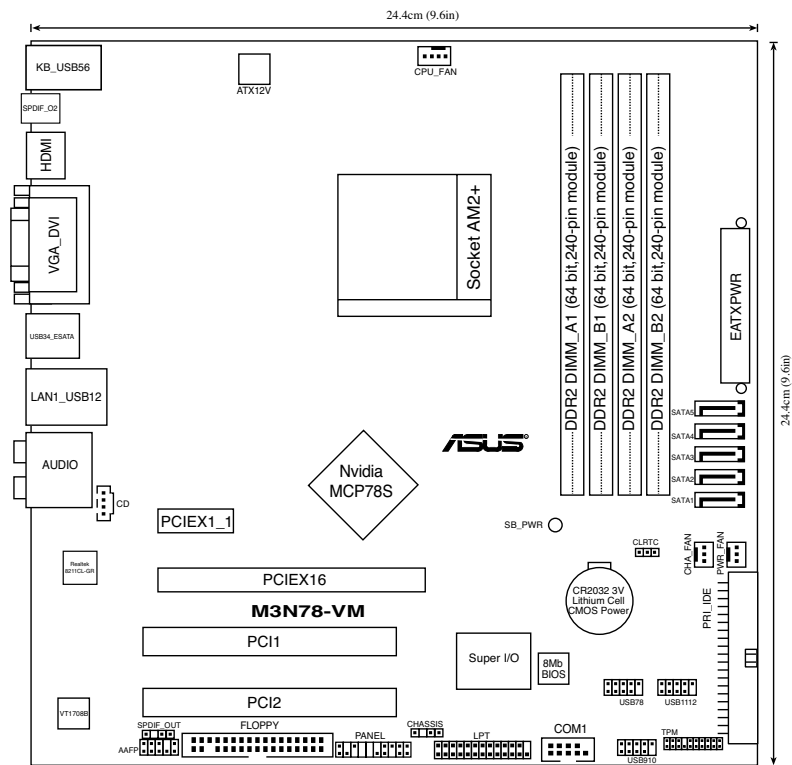 24.4cm (9.6in)
KB_USB56
CPU_FAN
ATX12V
SPDIF_O2
HDMI
VGA_DVI
Socket AM2+
DDR2 DIMM_A1 (64 bit,240-pin module)
DDR2 DIMM_B1 (64 bit,240-pin module)
DDR2 DIMM_A2 (64 bit,240-pin module)
DDR2 DIMM_B2 (64 bit,240-pin module)
EATXPWR
24.4cm (9.6in)
USB34_ESATA
LAN1_USB12
SATA5
SATA4
SATA3
SATA2
SATA1
AUDIO
ASUS
Nvidia
MCP78S
CD
PCIEX1_1
SB_PWR
CLRTC
CHA_FAN
PWR_FAN
Realtek
8211CL-GR
PCIEX16
CR2032 3V
Lithium Cell
CMOS Power
PRI_IDE
M3N78-VM
PCI1
Super I/O
8Mb
BIOS
PCI2
USB78
USB1112
VT1708B
SPDIF_OUT
FLOPPY
AAFP
PANEL
CHASSIS
LPT
COM1
USB910
TPM